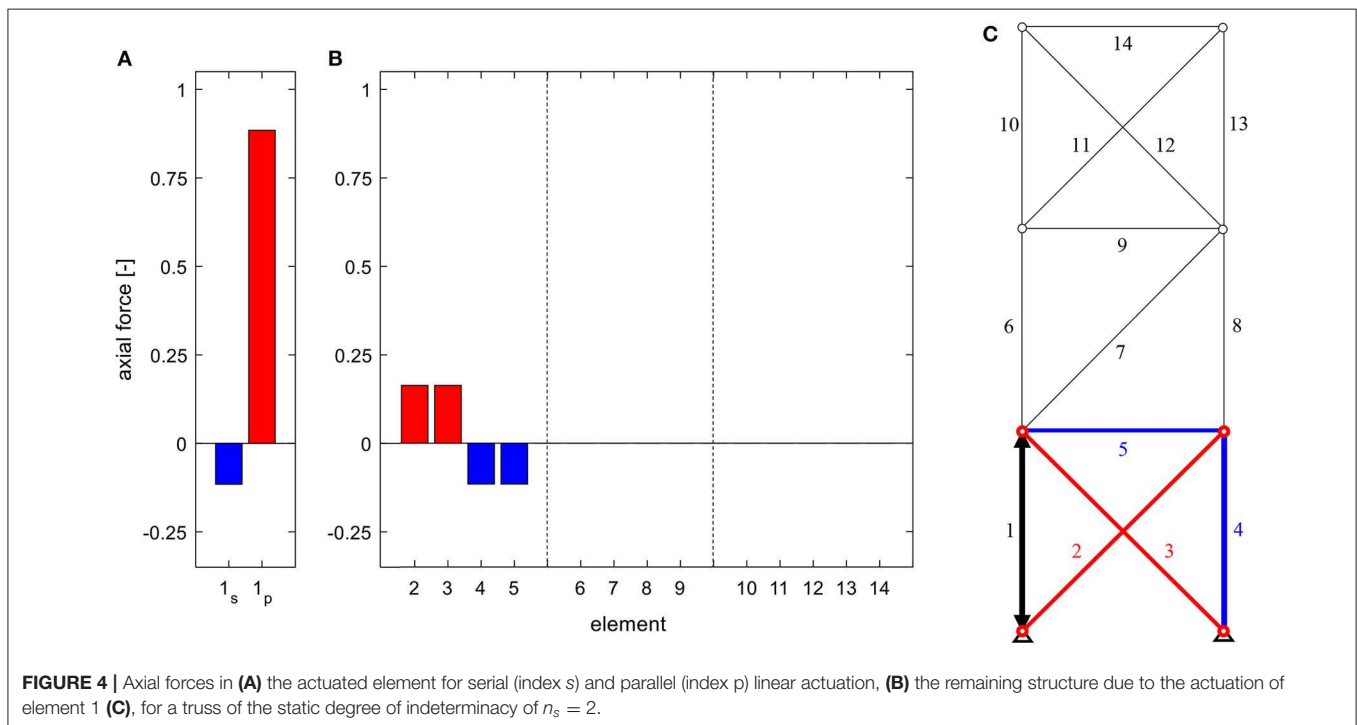 A
B
C
axial force [-]
1
0.75
0.5
0.25
0
-0.25
1s 1p
1
0.75
0.5
0.25
0
-0.25
2 3 4 5 6 7 8 9 10 11 12 13 14
element
14
10 11 12 13
9
6 7 8
5
1 2 3 4
FIGURE 4 | Axial forces in (A) the actuated element for serial (index s) and parallel (index p) linear actuation, (B) the remaining structure due to the actuation of
element 1 (C), for a truss of the static degree of indeterminacy of ns = 2.